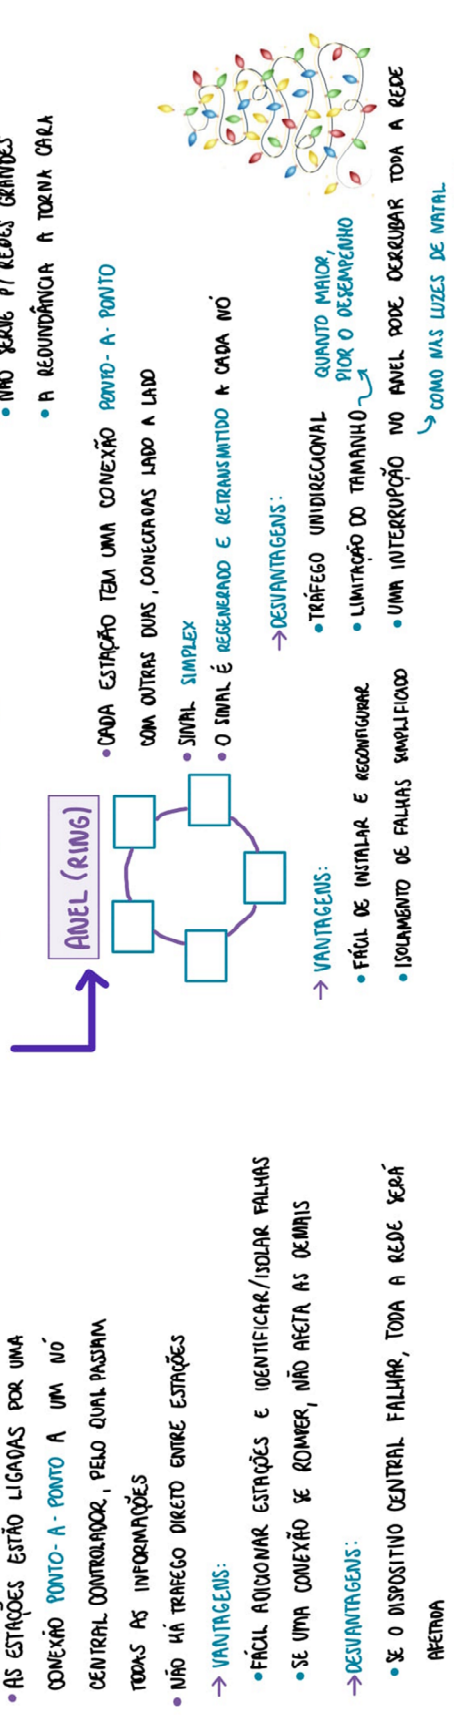 • AS ESTAÇÕES ESTÃO LIGADAS POR UMA
CONEXÃO PONTO-A-PONTO A UM NÓ
CENTRAL CONTROLADOR, PELO QUAL PASSAM
TODAS AS INFORMAÇÕES
• NÃO HÁ TRÁFEGO DIRETO ENTRE ESTAÇÕES
→ VANTAGENS:
• FÁCIL ADICIONAR ESTAÇÕES E IDENTIFICAR/ISOLAR FALHAS
• SE UMA CONEXÃO SE ROMPER, NÃO AFETA AS DEMAIS
→ DESVANTAGENS:
• SE O DISPOSITIVO CENTRAL FALHAR, TODA A REDE SERÁ
AFETADA
• NÃO SERVE P/ REDES GRANDES
• A REDUNDÂNCIA A TORNA CARA
ANEL (RING)
• CADA ESTAÇÃO TEM UMA CONEXÃO PONTO-A-PONTO
COM OUTRAS DUAS, CONECTADAS LADO A LADO
• SINAL SIMPLEX
• O SINAL É REGENERADO E RETRANSMITIDO A CADA NÓ
→ VANTAGENS:
• FÁCIL DE INSTALAR E RECONFIGURAR
• ISOLAMENTO DE FALHAS SIMPLIFICADO
→ DESVANTAGENS:
• TRÁFEGO UNIDIRECIONAL
• LIMITAÇÃO DO TAMANHO
QUANTO MAIOR,
PIOR O DESEMPENHO
• UMA INTERRUPÇÃO NO ANEL PODE DERRUBAR TODA A REDE
↳ COMO NAS LUZES DE NATAL